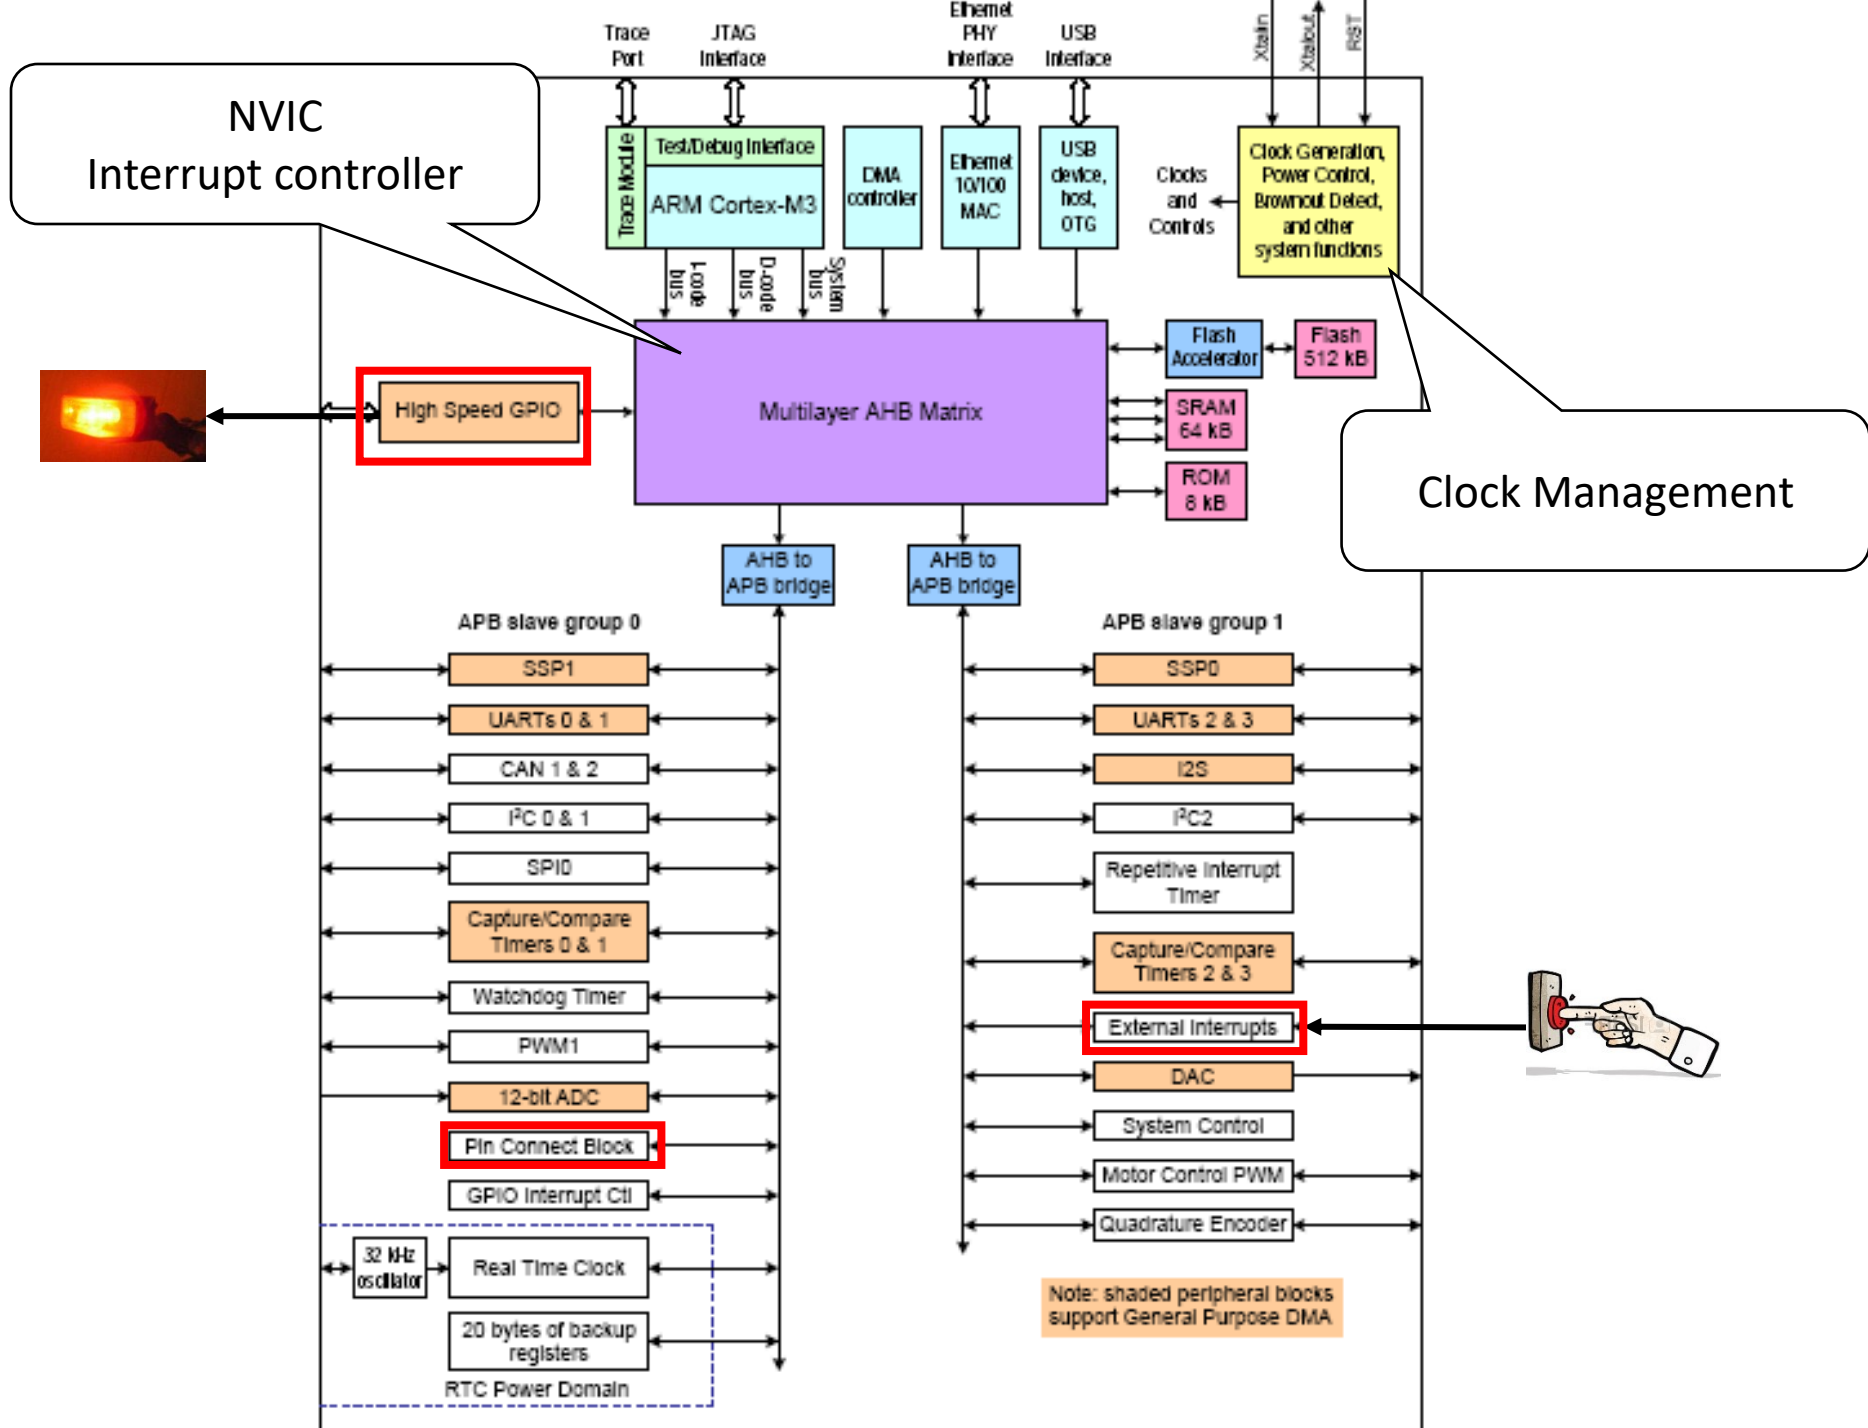 Trace
Port
JTAG
Interface
Ethernet
PHY
Interface
USB
Interface
Xtalin
Xtalout
RST
NVIC
Interrupt controller
Trace Module
Test/Debug Interface
ARM Cortex-M3
DMA
controller
Ethernet
10/100
MAC
USB
device,
host,
OTG
Clocks
and
Controls
Clock Generation,
Power Control,
Brownout Detect,
and other
system functions
I-code
bus
D-code
bus
System
bus
High Speed GPIO
Multilayer AHB Matrix
Flash
Accelerator
Flash
512 kB
SRAM
64 kB
ROM
8 kB
Clock Management
AHB to
APB bridge
AHB to
APB bridge
APB slave group 0
SSP1
UARTs 0 & 1
CAN 1 & 2
I²C 0 & 1
SPI0
Capture/Compare
Timers 0 & 1
Watchdog Timer
PWM1
12-bit ADC
Pin Connect Block
GPIO Interrupt Ctl
32 kHz
oscillator
Real Time Clock
20 bytes of backup
registers
RTC Power Domain
APB slave group 1
SSP0
UARTs 2 & 3
I2S
I²C2
Repetitive Interrupt
Timer
Capture/Compare
Timers 2 & 3
External Interrupts
DAC
System Control
Motor Control PWM
Quadrature Encoder
Note: shaded peripheral blocks
support General Purpose DMA